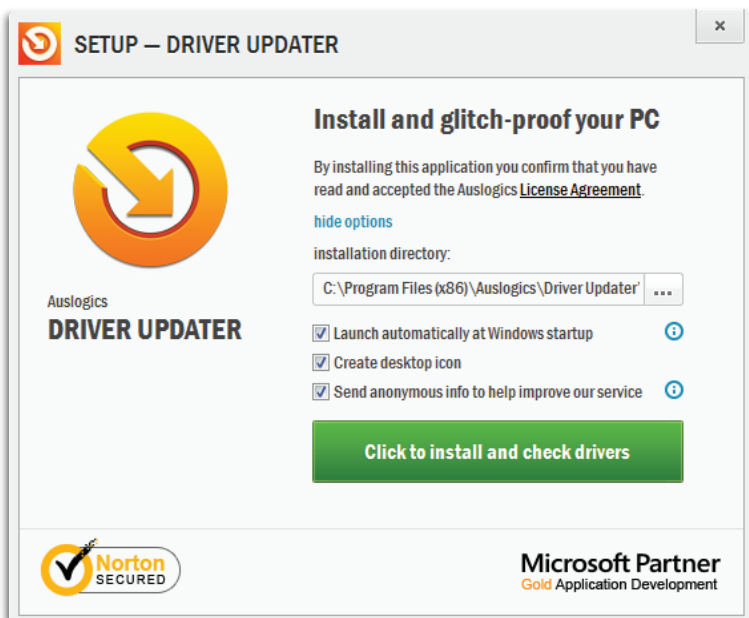 SETUP — DRIVER UPDATER
×
Install and glitch-proof your PC
By installing this application you confirm that you have
read and accepted the Auslogics License Agreement.
hide options
installation directory:
C:\Program Files (x86)\Auslogics\Driver Updater\
...
Auslogics
DRIVER UPDATER
Launch automatically at Windows startup
Create desktop icon
Send anonymous info to help improve our service
Click to install and check drivers
Norton
SECURED
Microsoft Partner
Gold Application Development